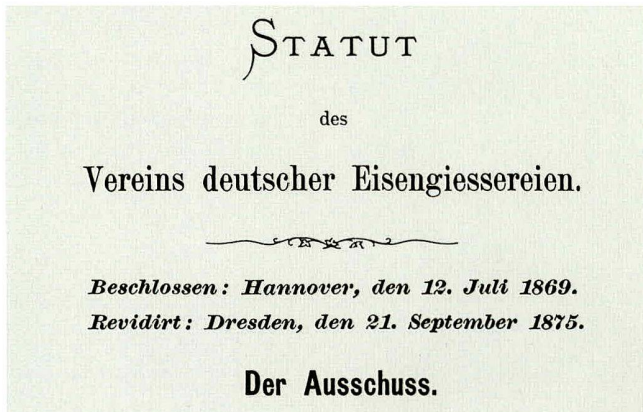 STATUT
des
Vereins deutscher Eisengiessereien.
Beschlossen: Hannover, den 12. Juli 1869.
Revidirt: Dresden, den 21. September 1875.
Der Ausschuss.